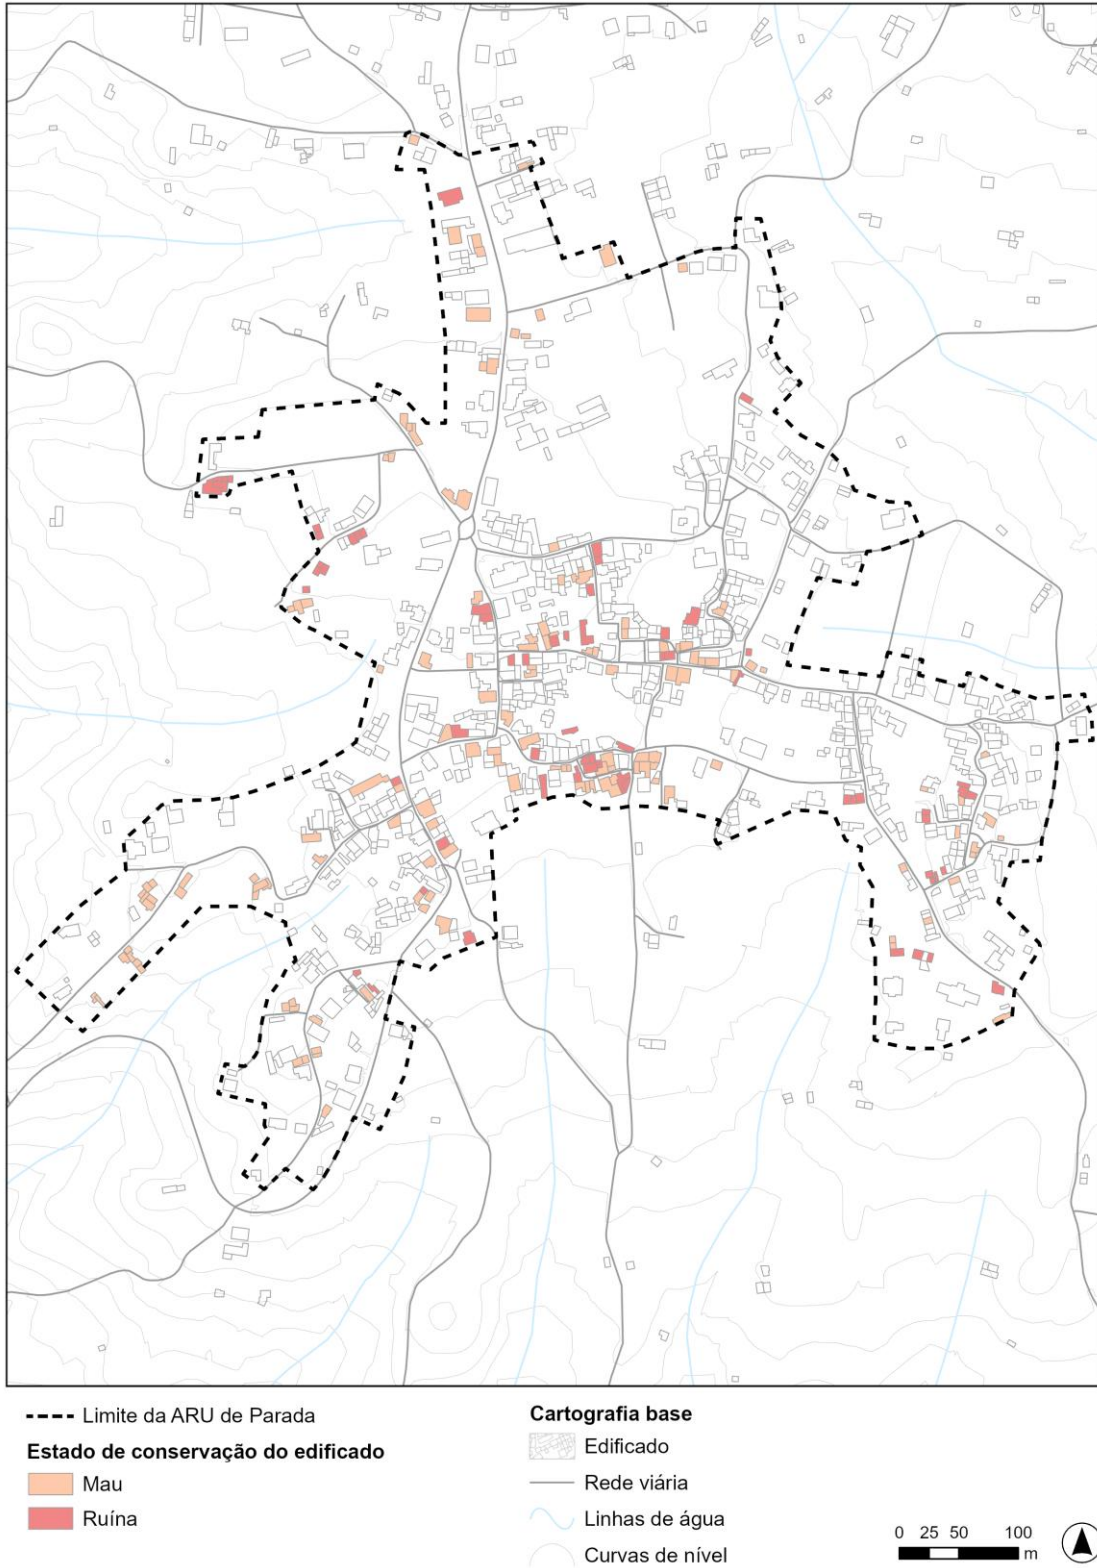 Limite da ARU de Parada
Estado de conservação do edificado
Mau
Ruína
Cartografia base
Edificado
Rede viária
Linhas de água
Curvas de nível
0 25 50 100
m